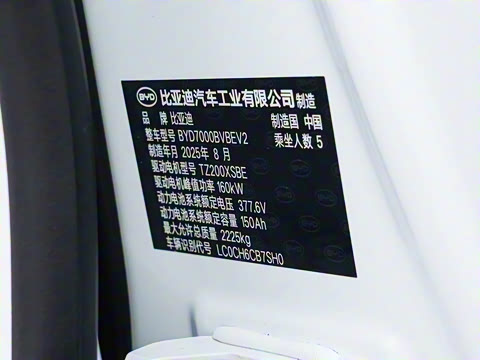 BYD 比亚迪汽车工业有限公司 制造
品 牌 比亚迪 制造国 中国
整车型号 BYD7000BVBEV2 乘坐人数 5
制造年月 2025年 8 月
驱动电机型号 TZ200XSBE
驱动电机峰值功率 160kW
动力电池系统额定电压 377.6V
动力电池系统额定容量 150Ah
最大允许总质量 2225kg
车辆识别代号 LC0CH6CB7SH0